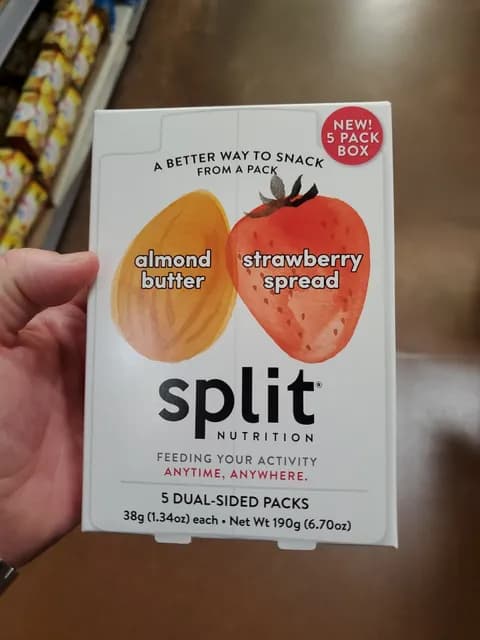 NEW!
5 PACK
BOX
A BETTER WAY TO SNACK
FROM A PACK
almond
butter
strawberry
spread
split®
NUTRITION
FEEDING YOUR ACTIVITY
ANYTIME, ANYWHERE.
5 DUAL-SIDED PACKS
38g (1.34oz) each • Net Wt 190g (6.70oz)